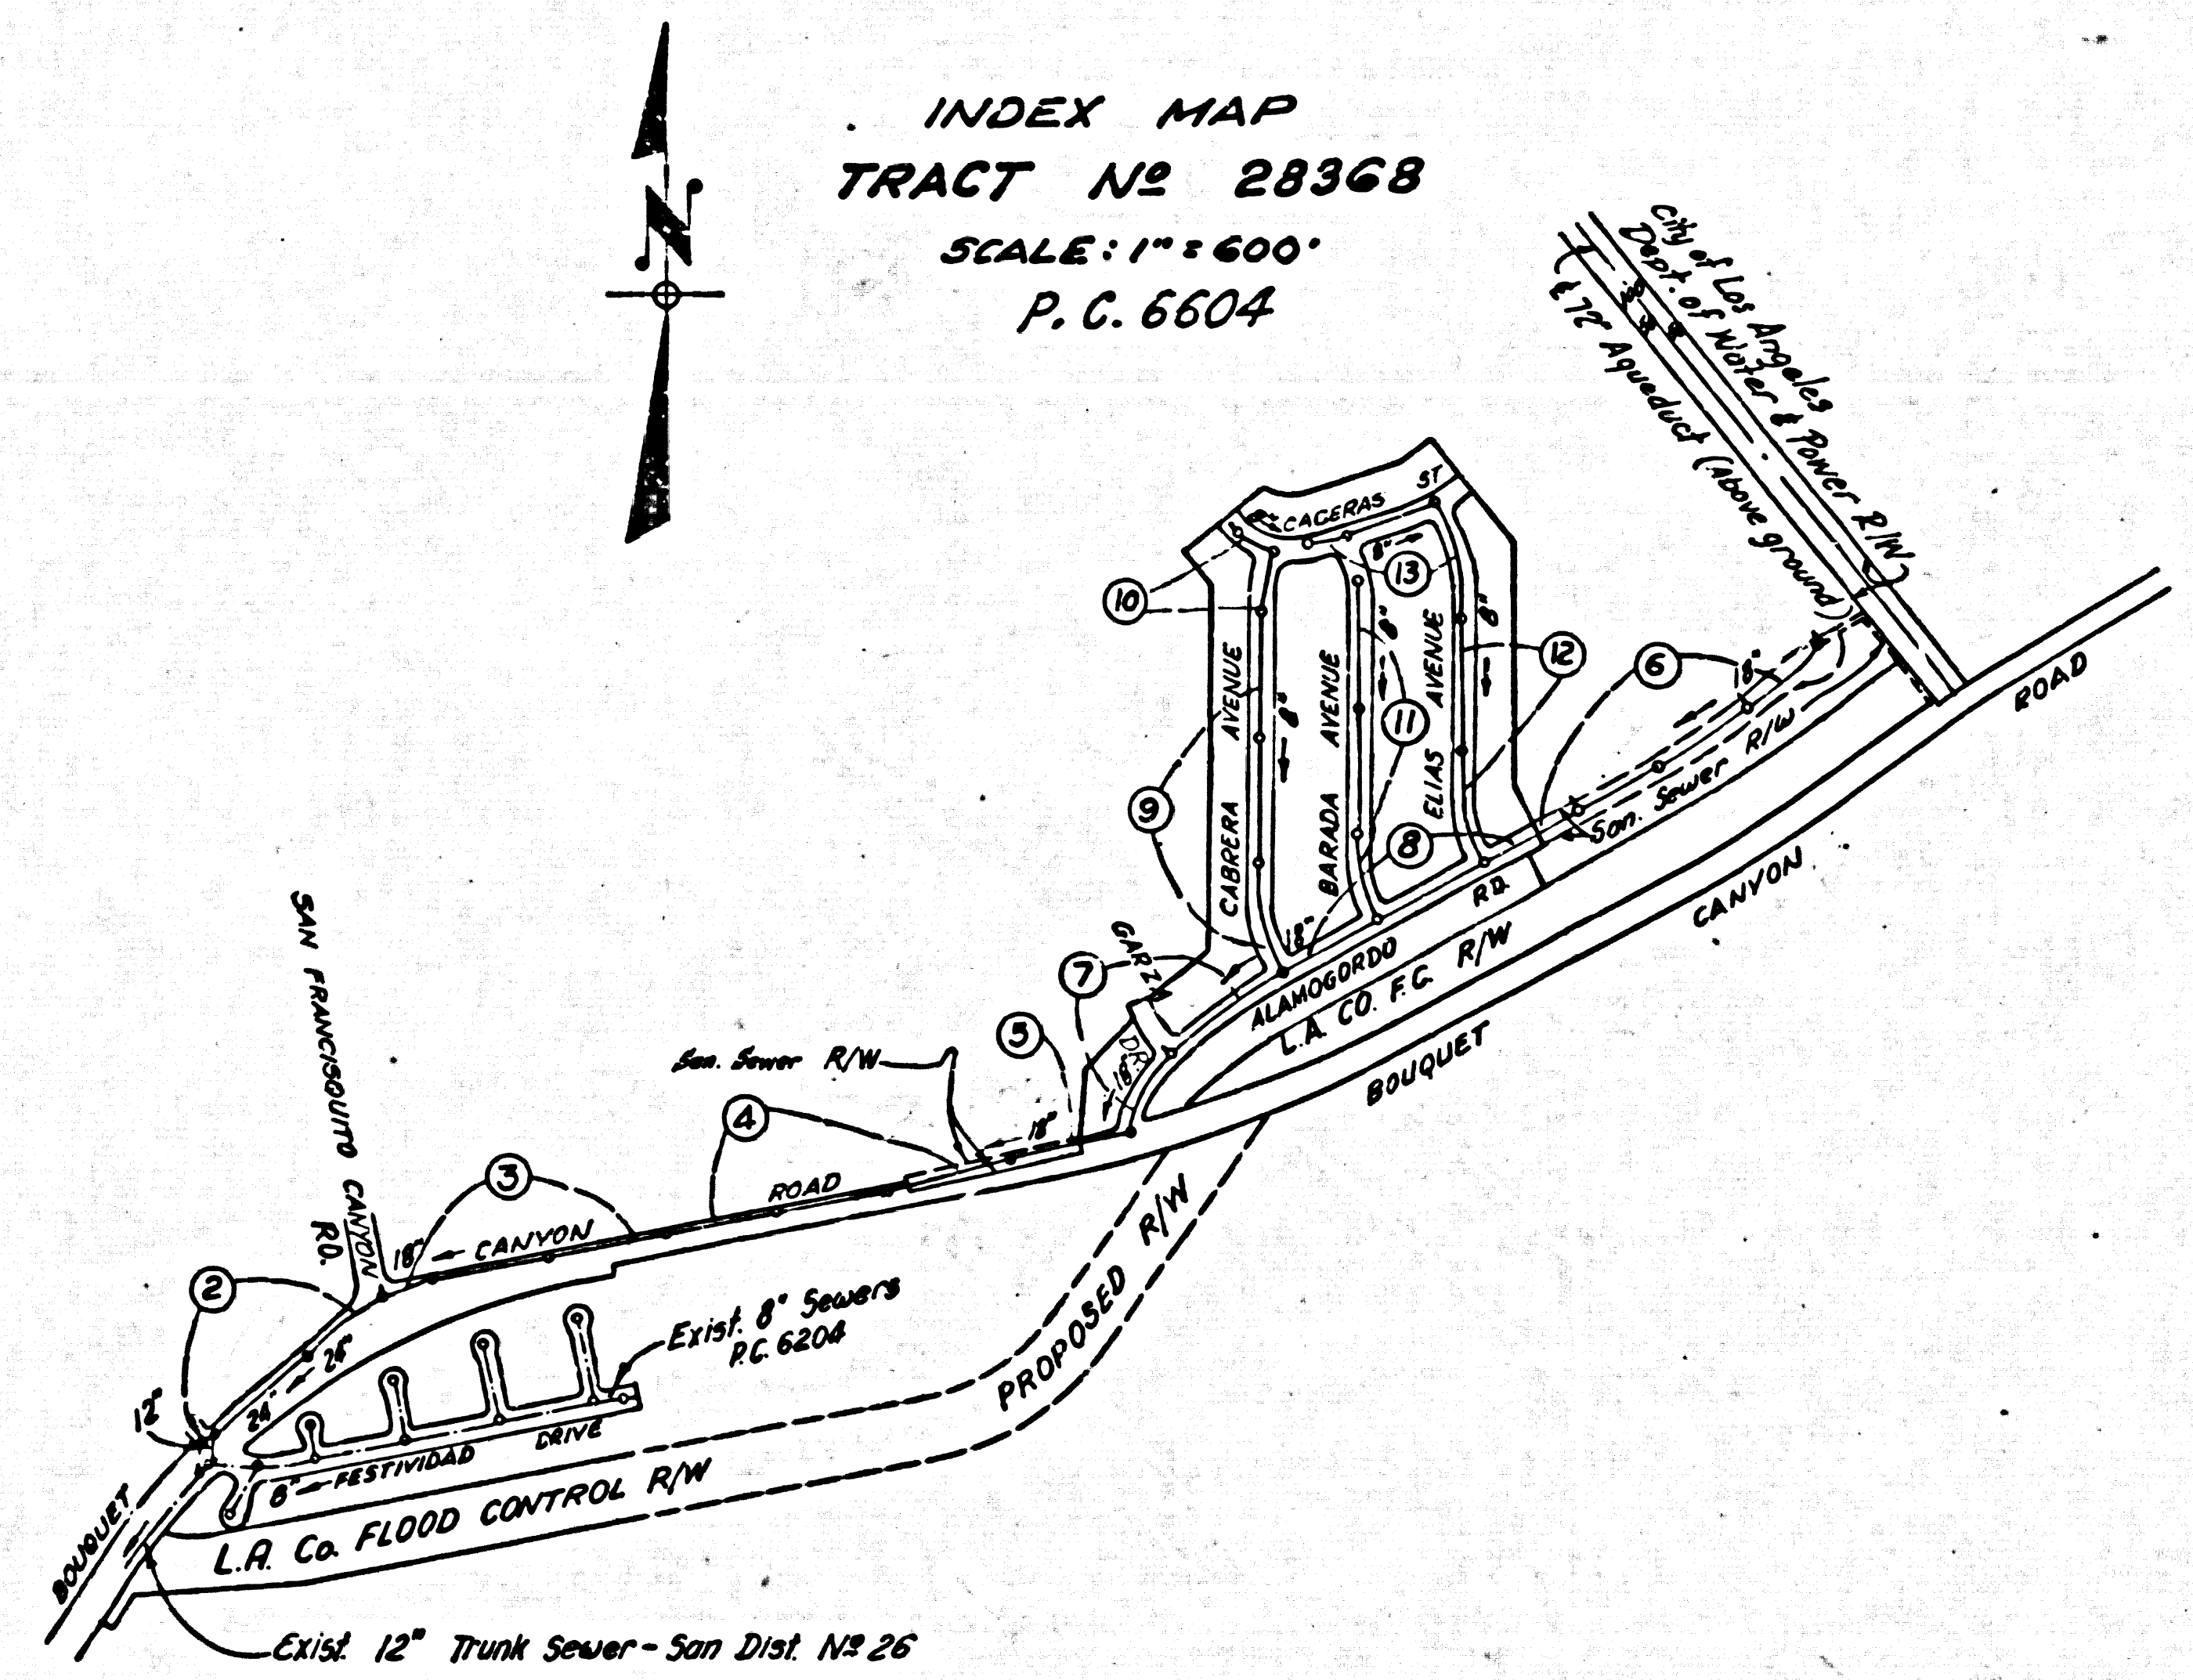 INDEX MAP
TRACT Nº 28368
SCALE: 1" = 600'
P. C. 6604
N
City of Los Angeles
Dept. of Water & Power R/W
℄ 72" Aqueduct (Above ground)
CACERAS ST
8"
10
13
CABRERA AVENUE
8"
BARADA AVENUE
8"
ELIAS AVENUE
8"
12
6
18"
11
9
8
San. Sewer R/W
ROAD
18"
RD.
ALAMOGORDO
L.A. CO. F.C. R/W
BOUQUET
CANYON
GARZA
DR.
7
5
18"
18"
San. Sewer R/W
4
3
SAN FRANCISQUITO CANYON
RD.
CANYON
18"
CANYON
ROAD
2
24"
24"
12"
Exist. 8" Sewers
P.C. 6204
8"
FESTIVIDAD DRIVE
PROPOSED R/W
L.A. Co. FLOOD CONTROL R/W
BOUQUET
Exist. 12" Trunk Sewer - San Dist. Nº 26